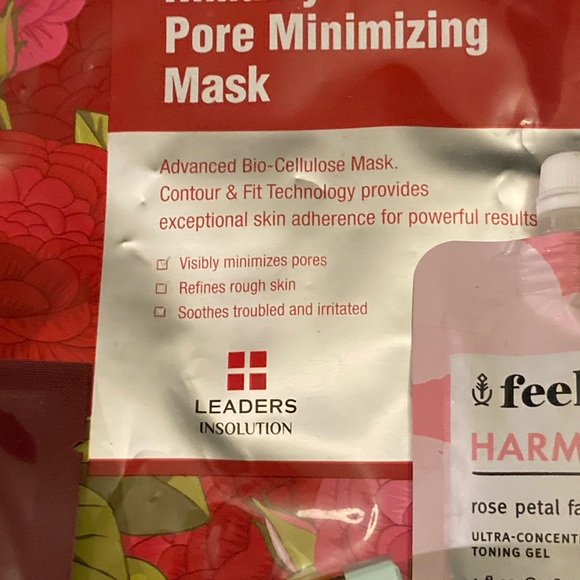 Pore Minimizing
Mask
Advanced Bio-Cellulose Mask.
Contour & Fit Technology provides
exceptional skin adherence for powerful results
Visibly minimizes pores
Refines rough skin
Soothes troubled and irritated
LEADERS
INSOLUTION
feel
HARM
rose petal fa
ULTRA-CONCENT
TONING GEL